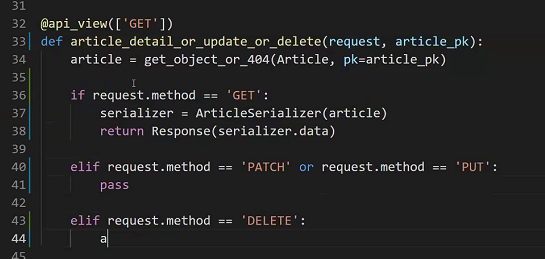 31
32 @api_view(['GET'])
33 def article_detail_or_update_or_delete(request, article_pk):
34     article = get_object_or_404(Article, pk=article_pk)
35
36     if request.method == 'GET':
37         serializer = ArticleSerializer(article)
38         return Response(serializer.data)
39
40     elif request.method == 'PATCH' or request.method == 'PUT':
41         pass
42
43     elif request.method == 'DELETE':
44         a
45